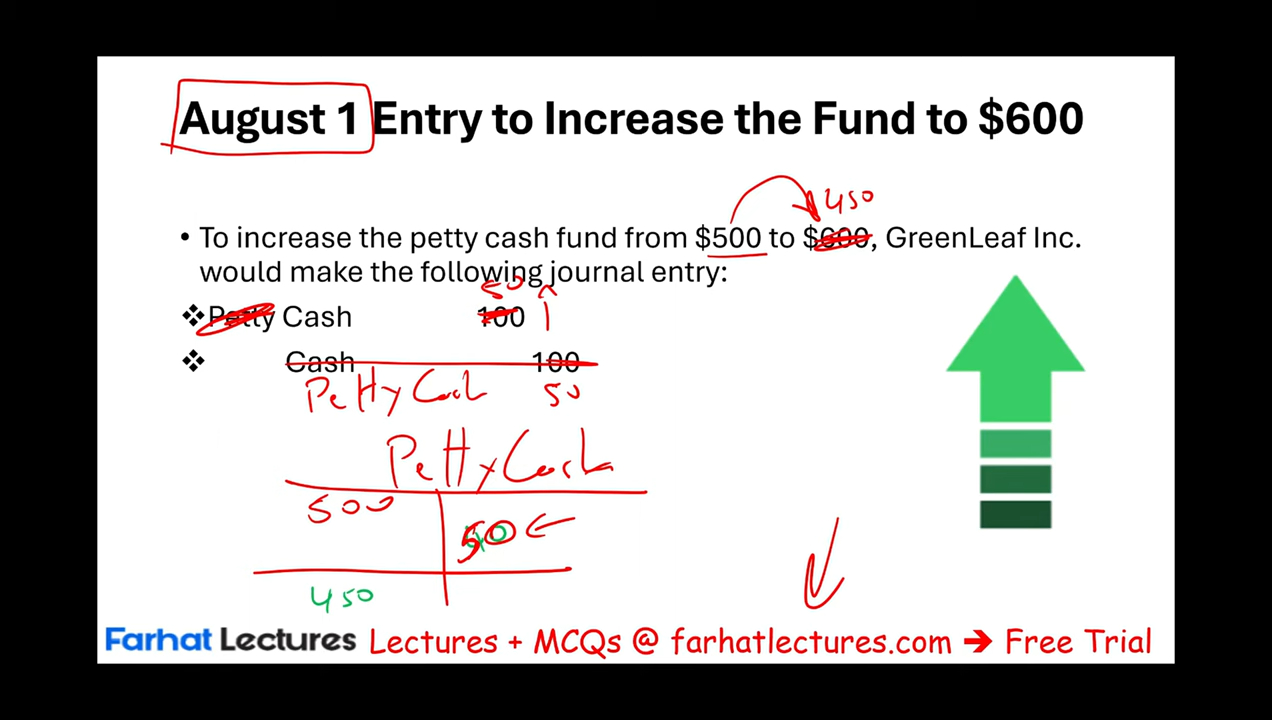 August 1 Entry to Increase the Fund to $600
450
• To increase the petty cash fund from $500 to $600, GreenLeaf Inc.
would make the following journal entry:
50
❖ Petty Cash 100
❖ Cash 100
Petty Cash 50
Petty Cash
500
50
450
Farhat Lectures Lectures + MCQs @ farhatlectures.com ➔ Free Trial